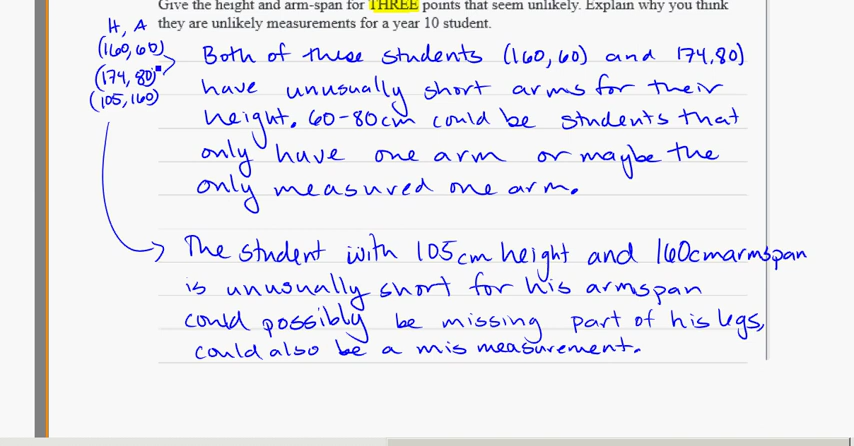 Give the height and arm-span for THREE points that seem unlikely. Explain why you think
they are unlikely measurements for a year 10 student.
H, A
(160,60)
(174,80)
(105,160)
Both of these students (160,60) and 174,80)
have unusually short arms for their
height. 60-80cm could be students that
only have one arm or maybe the
only measured one arm.
The student with 105cm height and 160cmarmspan
is unusually short for his armspan
could possibly be missing part of his legs,
could also be a mis measurement.